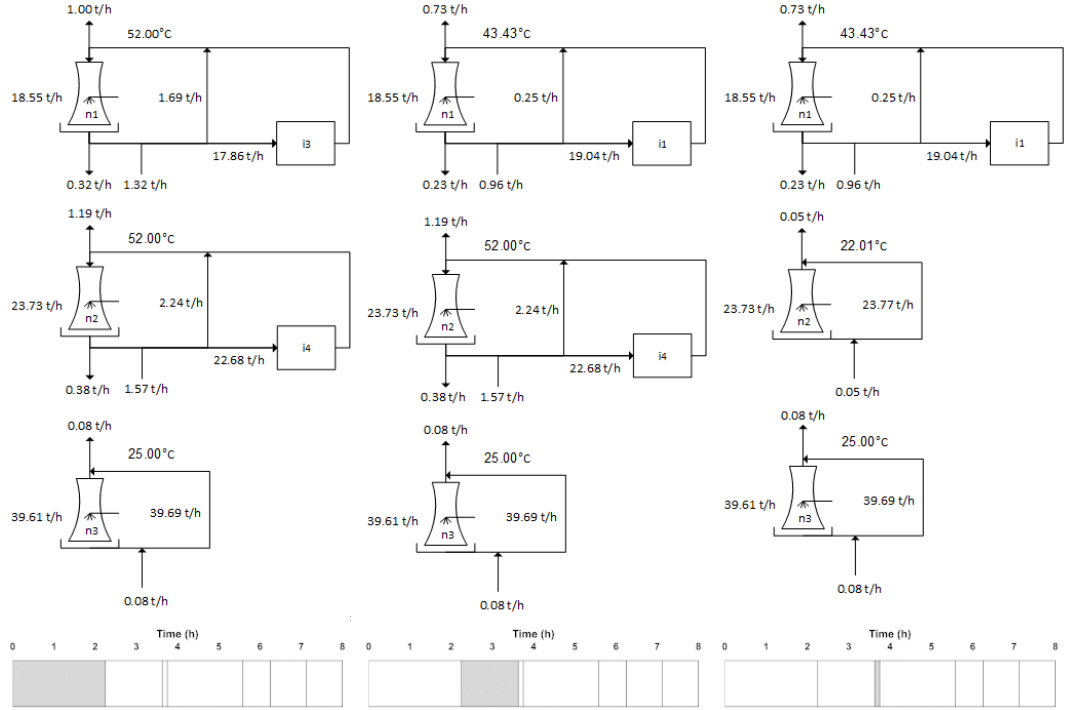 1.00 t/h
52.00°C
18.55 t/h
1.69 t/h
n1
i3
17.86 t/h
0.32 t/h
1.32 t/h
0.73 t/h
43.43°C
18.55 t/h
0.25 t/h
n1
i1
19.04 t/h
0.23 t/h
0.96 t/h
0.73 t/h
43.43°C
18.55 t/h
0.25 t/h
n1
i1
19.04 t/h
0.23 t/h
0.96 t/h
1.19 t/h
52.00°C
23.73 t/h
2.24 t/h
n2
i4
22.68 t/h
0.38 t/h
1.57 t/h
1.19 t/h
52.00°C
23.73 t/h
2.24 t/h
n2
i4
22.68 t/h
0.38 t/h
1.57 t/h
0.05 t/h
22.01°C
23.73 t/h
23.77 t/h
n2
0.05 t/h
0.08 t/h
25.00°C
39.61 t/h
39.69 t/h
n3
0.08 t/h
0.08 t/h
25.00°C
39.61 t/h
39.69 t/h
n3
0.08 t/h
0.08 t/h
25.00°C
39.61 t/h
39.69 t/h
n3
0.08 t/h
Time (h)
0 1 2 3 4 5 6 7 8
Time (h)
0 1 2 3 4 5 6 7 8
Time (h)
0 1 2 3 4 5 6 7 8